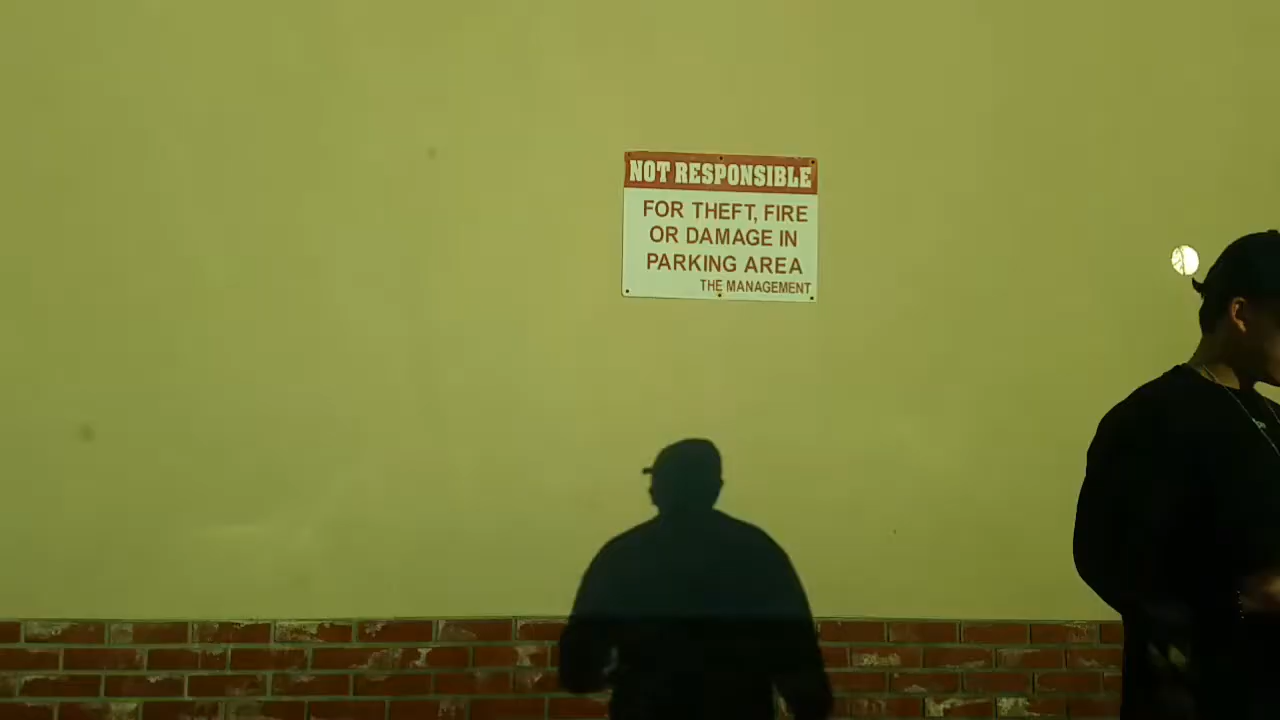 NOT RESPONSIBLE
FOR THEFT, FIRE
OR DAMAGE IN
PARKING AREA
THE MANAGEMENT